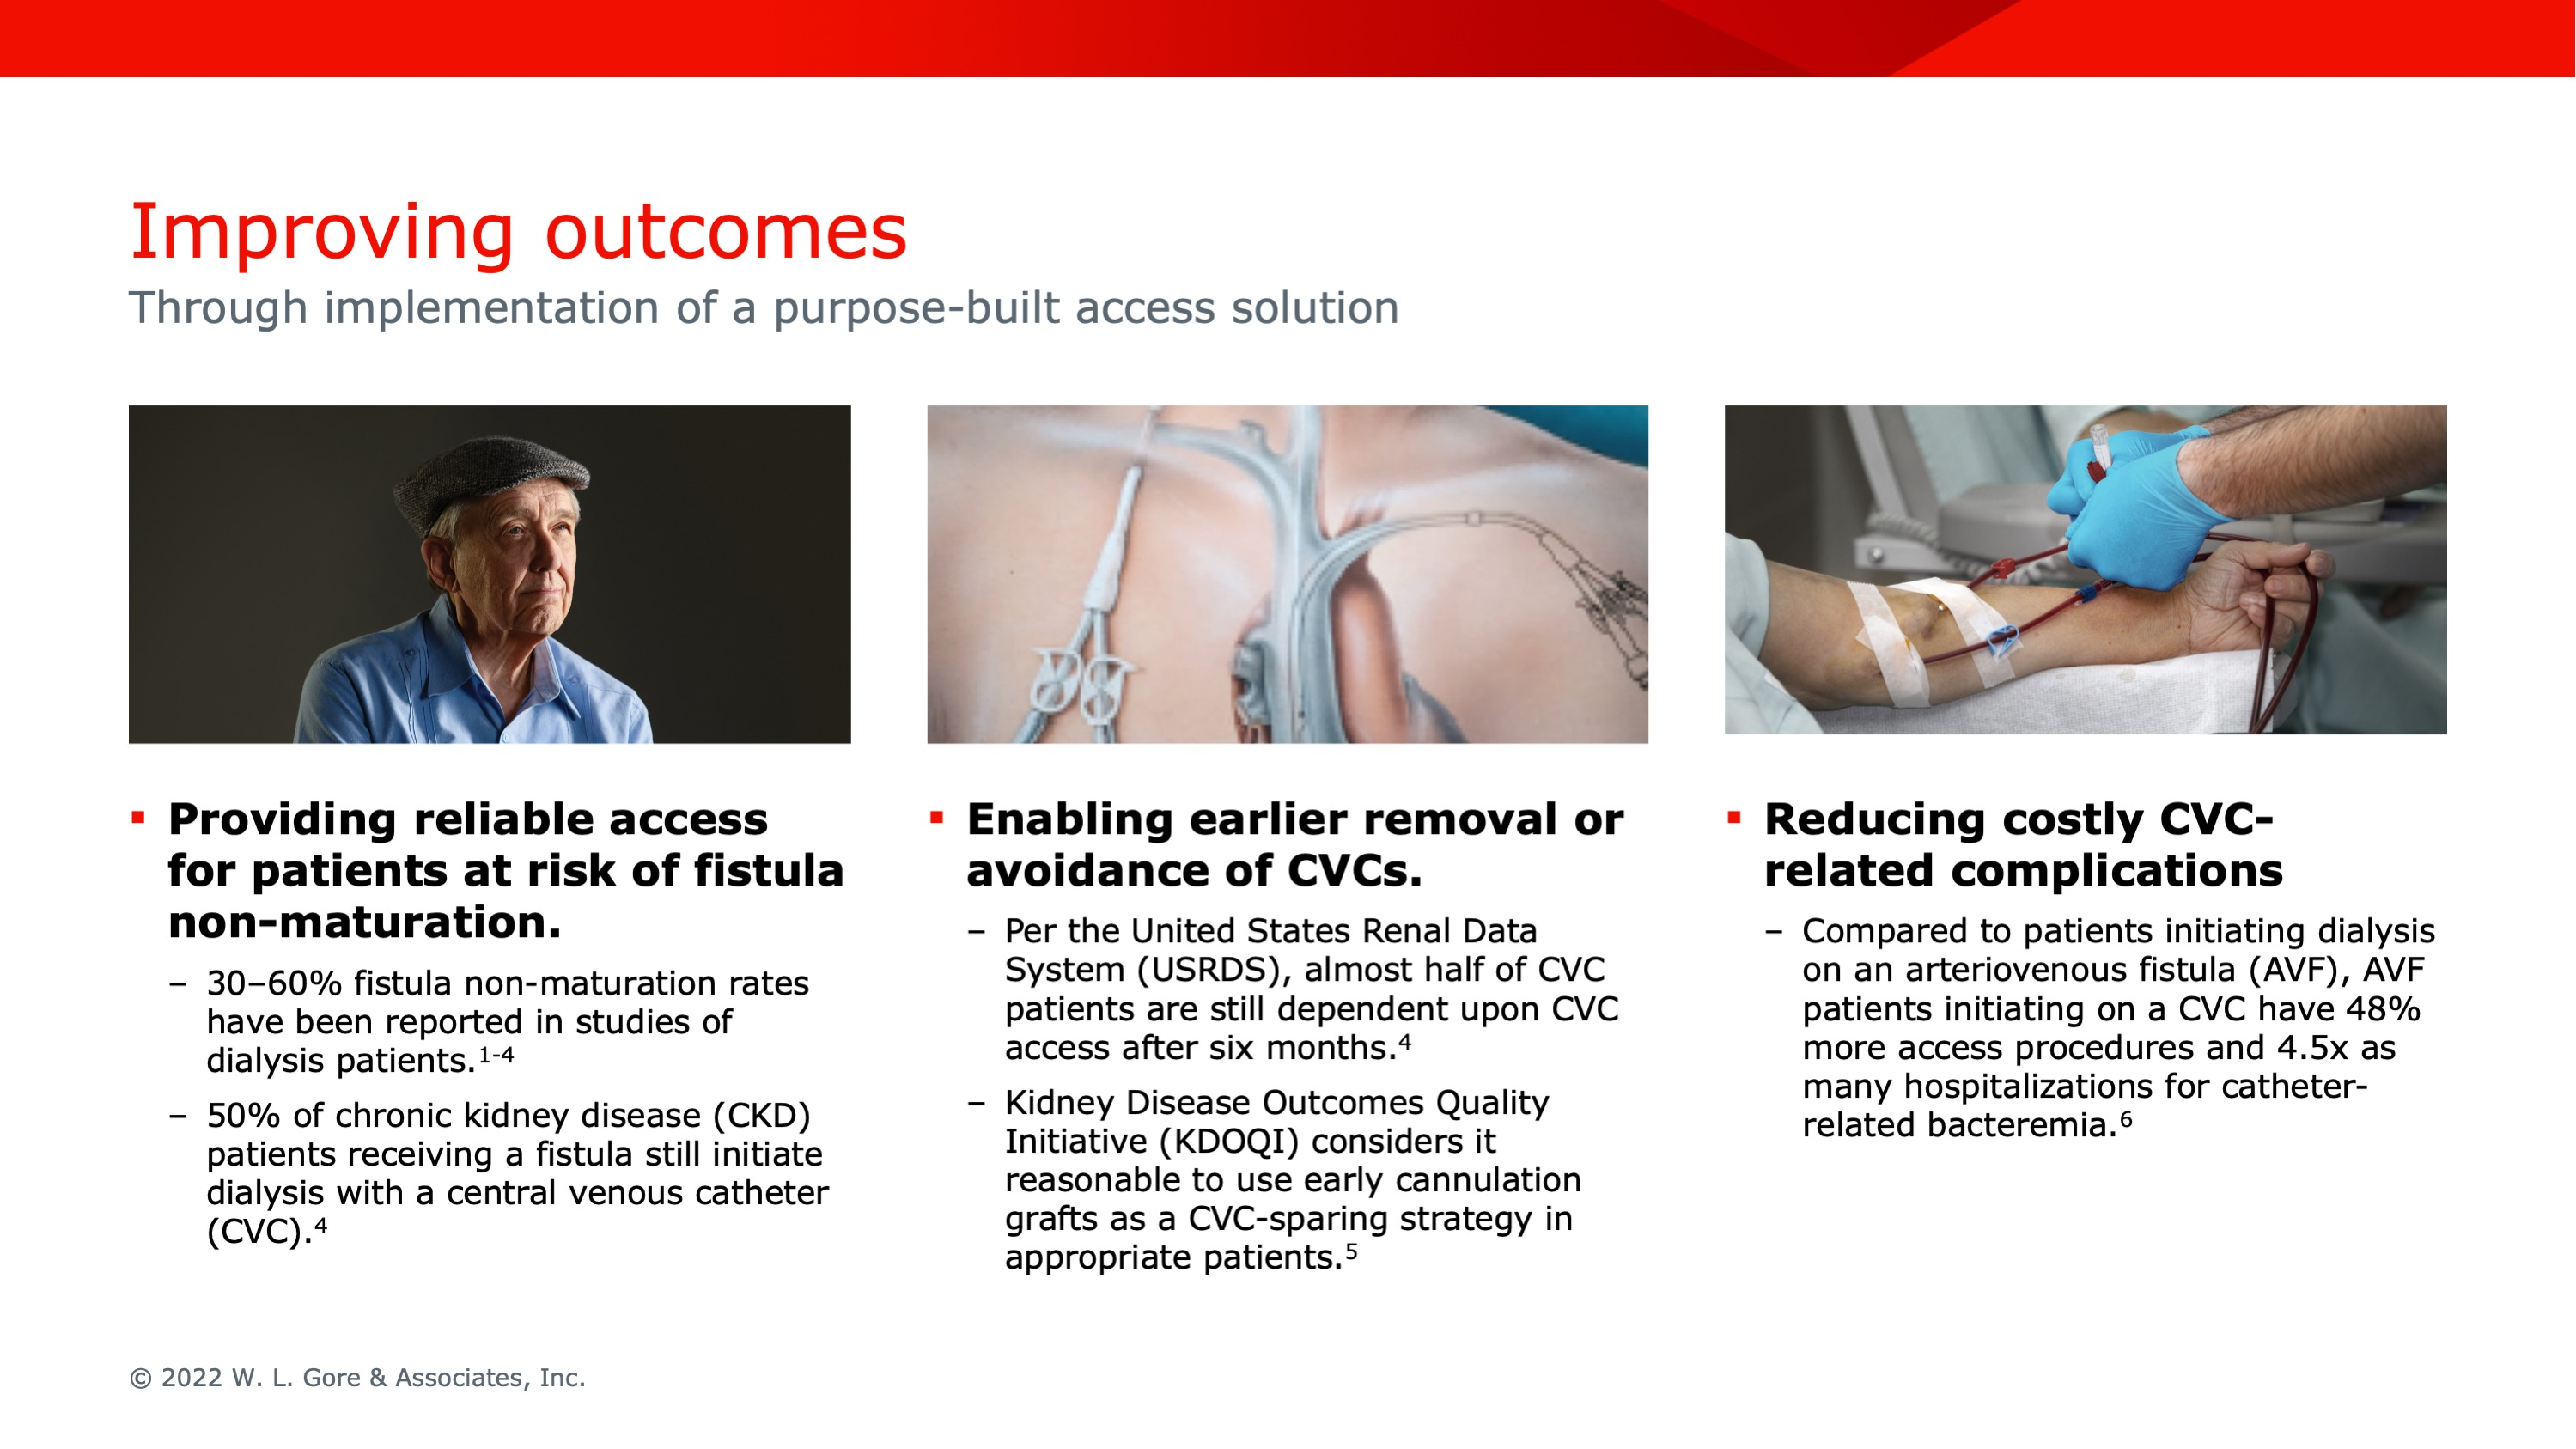 Improving outcomes
Through implementation of a purpose-built access solution
▪ Providing reliable access
for patients at risk of fistula
non-maturation.
– 30–60% fistula non-maturation rates
have been reported in studies of
dialysis patients.¹⁻⁴
– 50% of chronic kidney disease (CKD)
patients receiving a fistula still initiate
dialysis with a central venous catheter
(CVC).⁴
▪ Enabling earlier removal or
avoidance of CVCs.
– Per the United States Renal Data
System (USRDS), almost half of CVC
patients are still dependent upon CVC
access after six months.⁴
– Kidney Disease Outcomes Quality
Initiative (KDOQI) considers it
reasonable to use early cannulation
grafts as a CVC-sparing strategy in
appropriate patients.⁵
▪ Reducing costly CVC-
related complications
– Compared to patients initiating dialysis
on an arteriovenous fistula (AVF), AVF
patients initiating on a CVC have 48%
more access procedures and 4.5x as
many hospitalizations for catheter-
related bacteremia.⁶
© 2022 W. L. Gore & Associates, Inc.